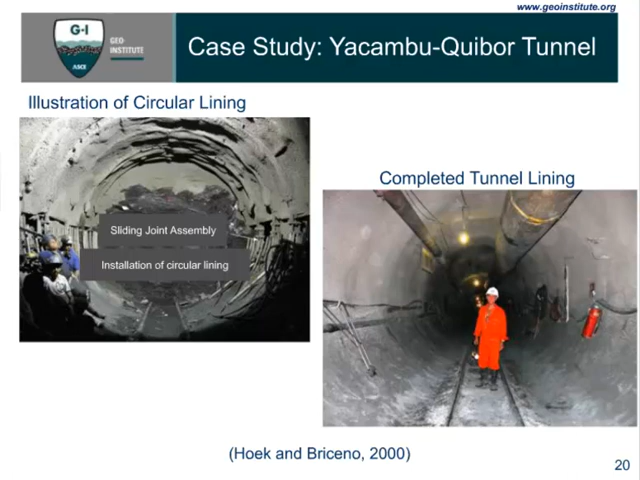 www.geoinstitute.org
G-I
GEO-
INSTITUTE
ASCE
Case Study: Yacambu-Quibor Tunnel
Illustration of Circular Lining
Completed Tunnel Lining
Sliding Joint Assembly
Installation of circular lining
(Hoek and Briceno, 2000)
20